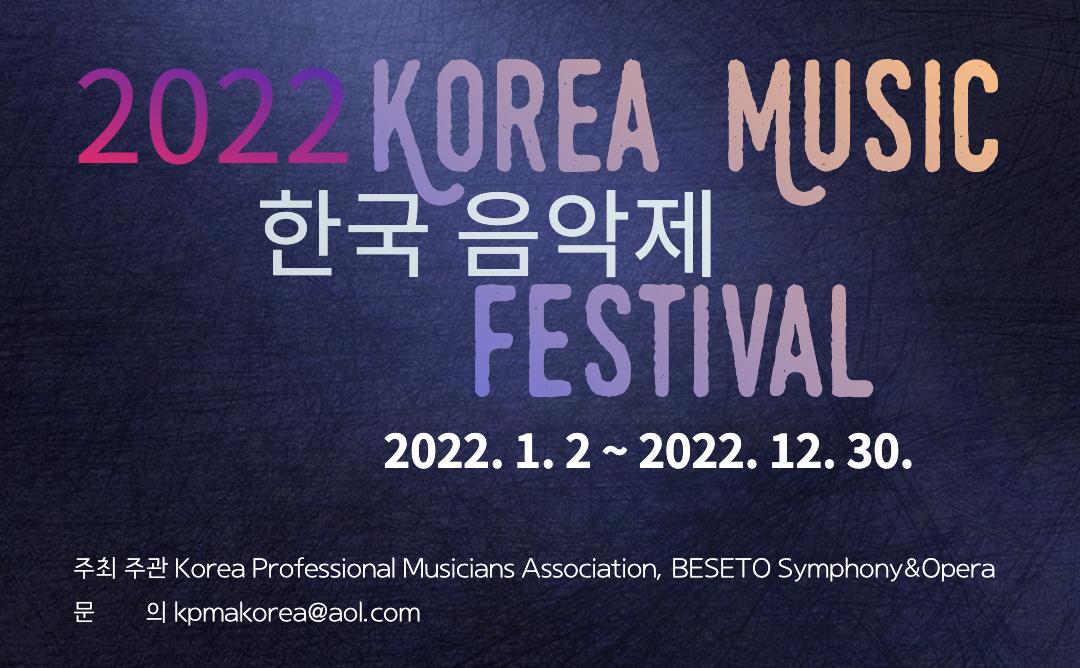 2022 KOREA MUSIC
한국 음악제
FESTIVAL
2022. 1. 2 ~ 2022. 12. 30.
주최 주관 Korea Professional Musicians Association, BESETO Symphony&Opera
문 의 kpmakorea@aol.com